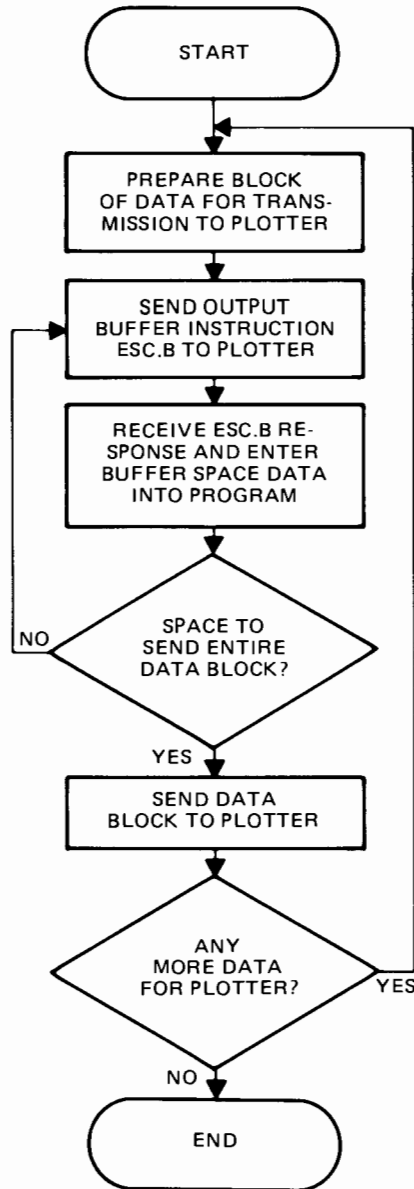 START
PREPARE BLOCK
OF DATA FOR TRANS-
MISSION TO PLOTTER
SEND OUTPUT
BUFFER INSTRUCTION
ESC.B TO PLOTTER
RECEIVE ESC.B RE-
SPONSE AND ENTER
BUFFER SPACE DATA
INTO PROGRAM
NO
SPACE TO
SEND ENTIRE
DATA BLOCK?
YES
SEND DATA
BLOCK TO PLOTTER
ANY
MORE DATA
FOR PLOTTER?
YES
NO
END